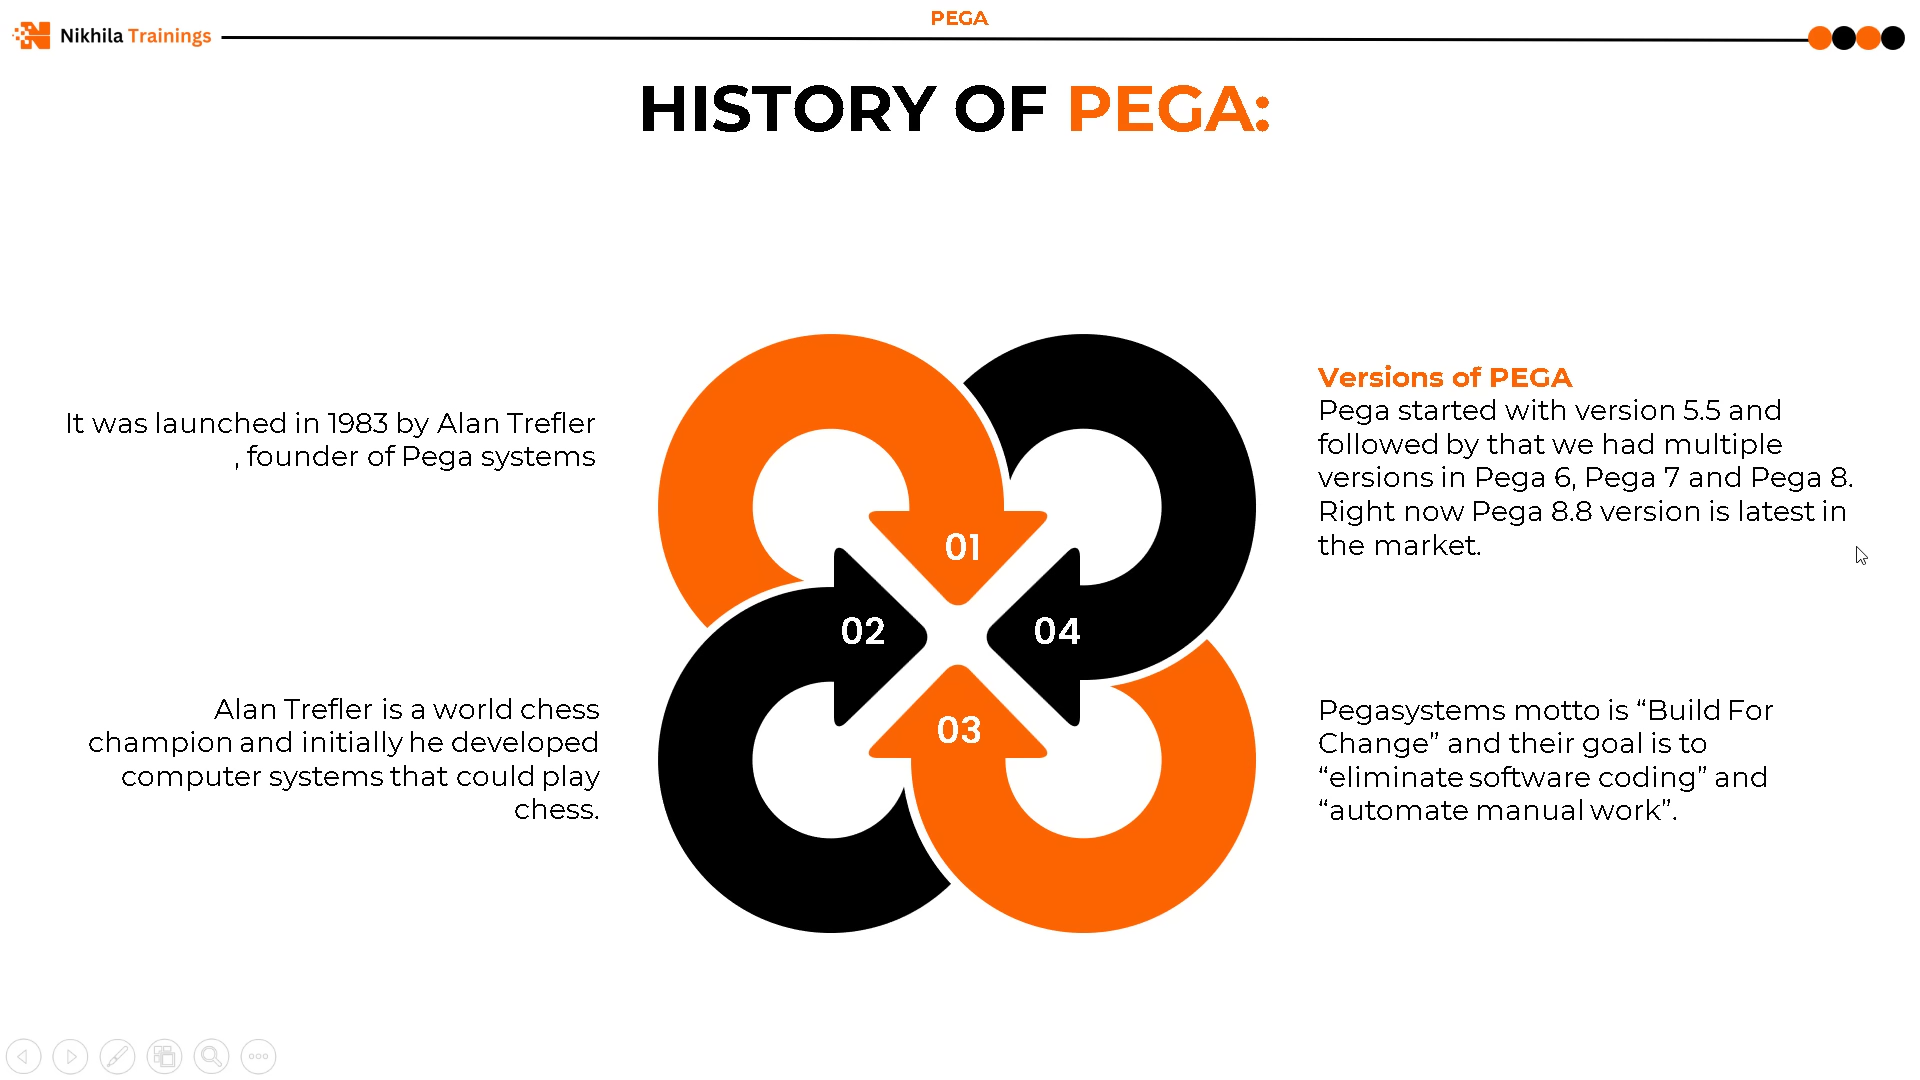 PEGA
Nikhila Trainings
HISTORY OF PEGA:
It was launched in 1983 by Alan Trefler
, founder of Pega systems
Alan Trefler is a world chess
champion and initially he developed
computer systems that could play
chess.
01
02
03
04
Versions of PEGA
Pega started with version 5.5 and
followed by that we had multiple
versions in Pega 6, Pega 7 and Pega 8.
Right now Pega 8.8 version is latest in
the market.
Pegasystems motto is “Build For
Change” and their goal is to
“eliminate software coding” and
“automate manual work”.